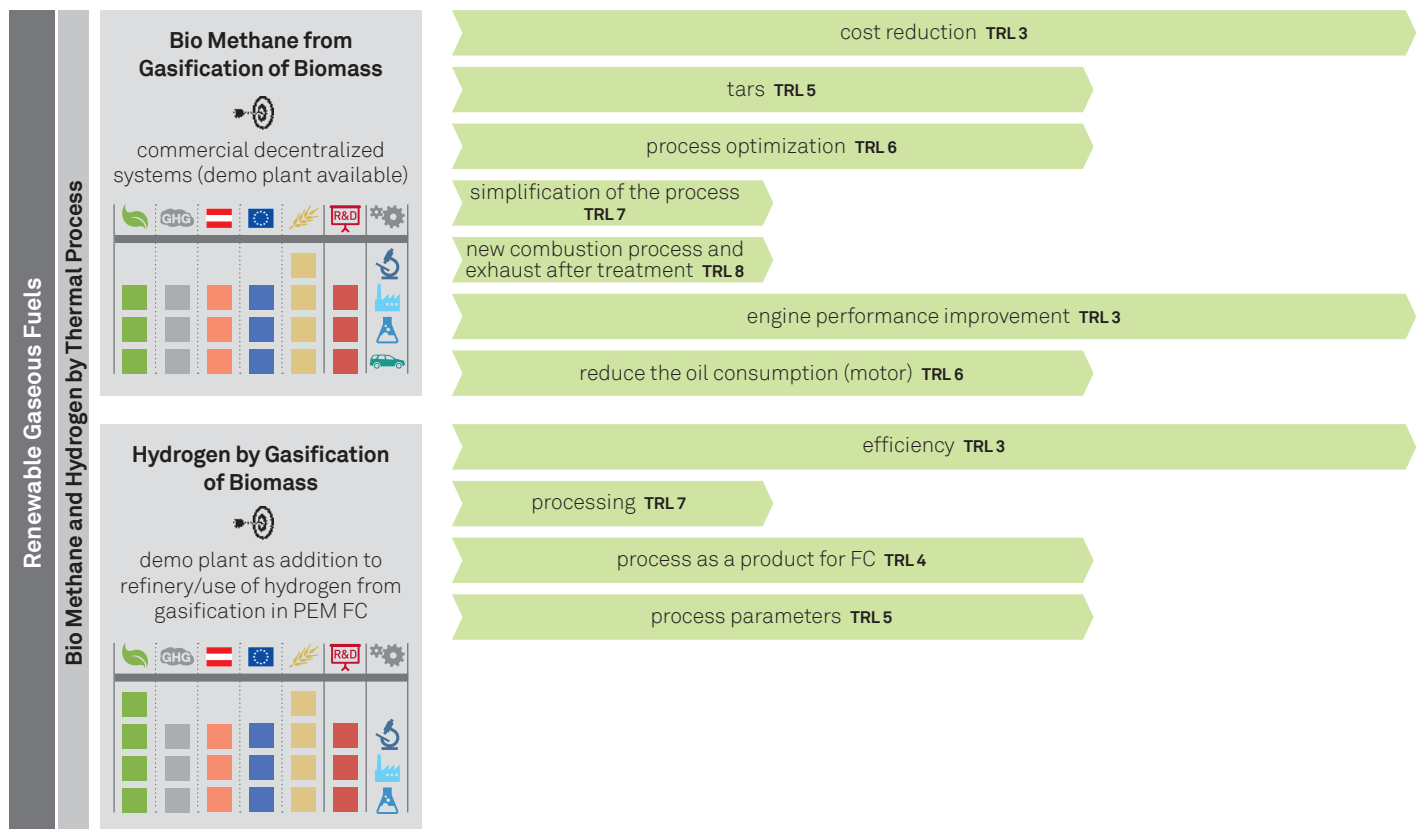 Renewable Gaseous Fuels
Bio Methane and Hydrogen by Thermal Process
Bio Methane from
Gasification of Biomass
commercial decentralized
systems (demo plant available)
GHG
R&D
cost reduction TRL 3
tars TRL 5
process optimization TRL 6
simplification of the process
TRL 7
new combustion process and
exhaust after treatment TRL 8
engine performance improvement TRL 3
reduce the oil consumption (motor) TRL 6
Hydrogen by Gasification
of Biomass
demo plant as addition to
refinery/use of hydrogen from
gasification in PEM FC
GHG
R&D
efficiency TRL 3
processing TRL 7
process as a product for FC TRL 4
process parameters TRL 5